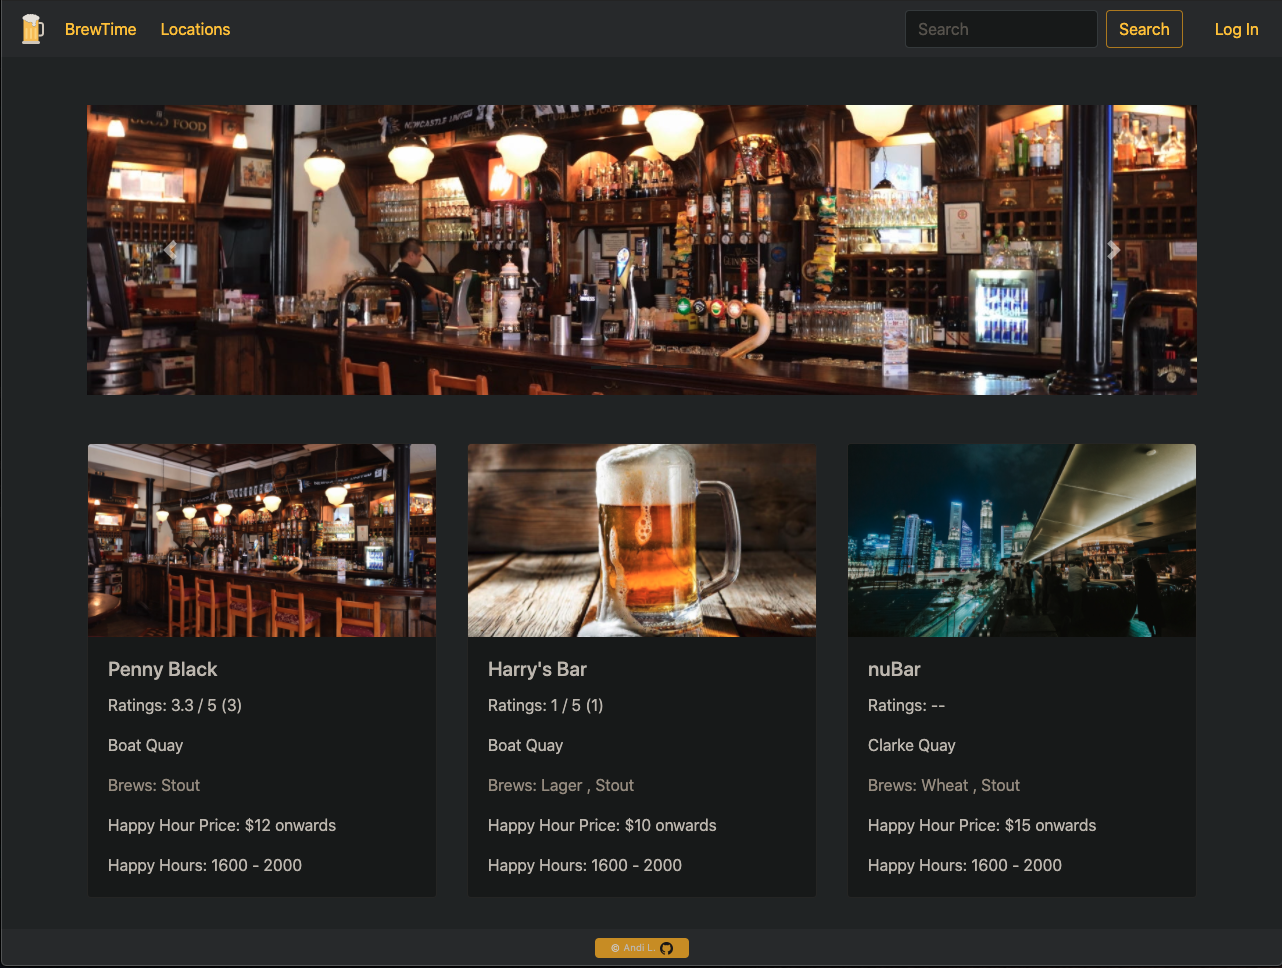 BrewTime
Locations
Search
Search
Log In
FOOD
NEWCASTLE UNITED
GUINNESS
Penny Black
Ratings: 3.3 / 5 (3)
Boat Quay
Brews: Stout
Happy Hour Price: $12 onwards
Happy Hours: 1600 - 2000
Harry's Bar
Ratings: 1 / 5 (1)
Boat Quay
Brews: Lager , Stout
Happy Hour Price: $10 onwards
Happy Hours: 1600 - 2000
nuBar
Ratings: --
Clarke Quay
Brews: Wheat , Stout
Happy Hour Price: $15 onwards
Happy Hours: 1600 - 2000
© Andi L.